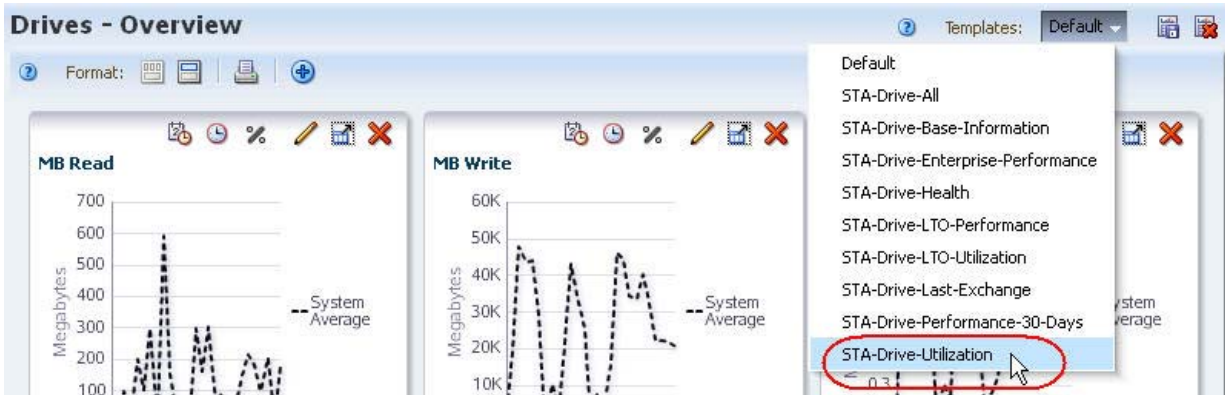 Drives - Overview
Templates: Default
Format:
Default
STA-Drive-All
STA-Drive-Base-Information
STA-Drive-Enterprise-Performance
STA-Drive-Health
STA-Drive-LTO-Performance
STA-Drive-LTO-Utilization
STA-Drive-Last-Exchange
STA-Drive-Performance-30-Days
STA-Drive-Utilization
MB Read
700
600
500
400
300
200
100
Megabytes
System
Average
MB Write
60K
50K
40K
30K
20K
10K
Megabytes
System
Average
0.3